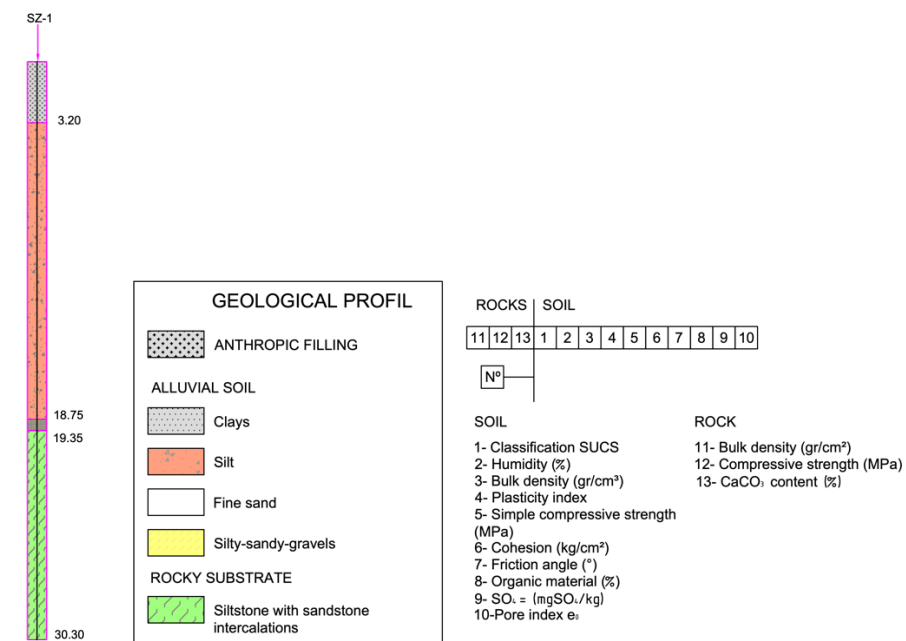 SZ-1
3.20
18.75
19.35
30.30
GEOLOGICAL PROFIL
ANTHROPIC FILLING
ALLUVIAL SOIL
Clays
Silt
Fine sand
Silty-sandy-gravels
ROCKY SUBSTRATE
Siltstone with sandstone
intercalations
ROCKS SOIL
11 12 13 1 2 3 4 5 6 7 8 9 10
Nº
SOIL
1- Classification SUCS
2- Humidity (%)
3- Bulk density (gr/cm³)
4- Plasticity index
5- Simple compressive strength
(MPa)
6- Cohesion (kg/cm²)
7- Friction angle (°)
8- Organic material (%)
9- SO₄ = (mgSO₄/kg)
10-Pore index e₀
ROCK
11- Bulk density (gr/cm²)
12- Compressive strength (MPa)
13- CaCO₃ content (%)